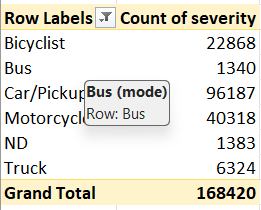 Row Labels Count of severity
Bicyclist 22868
Bus 1340
Car/Pickup 96187
Bus (mode)
Row: Bus
Motorcycle 40318
ND 1383
Truck 6324
Grand Total 168420